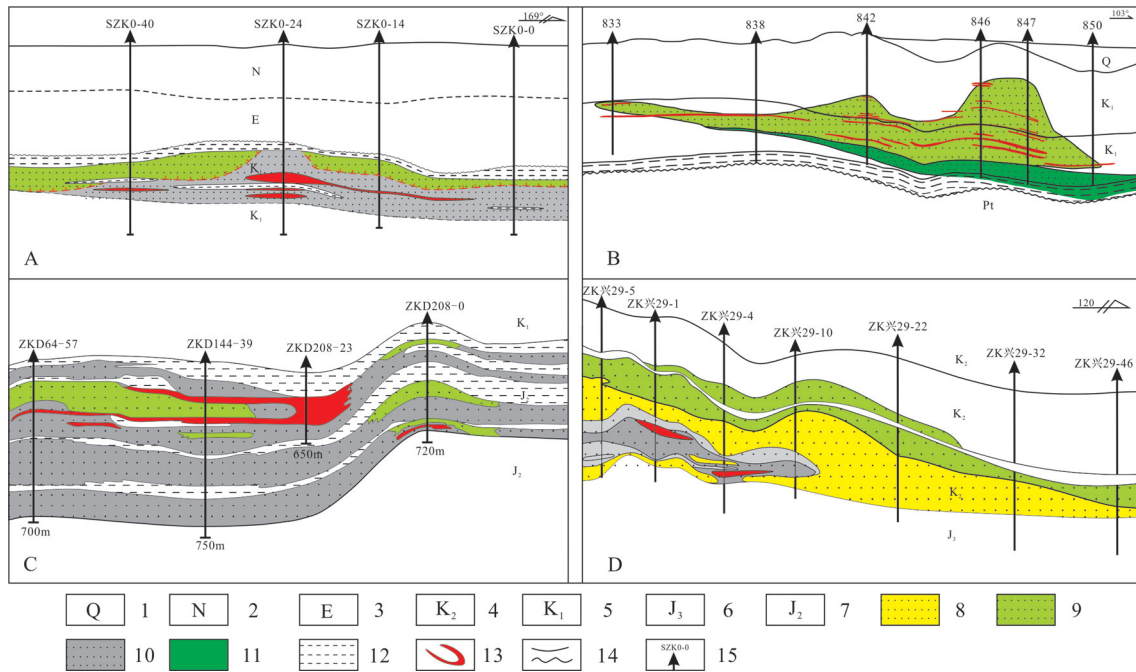 SZK0-40 SZK0-24 SZK0-14 SZK0-0 169°
N
E
K
K₁
A
833 838 842 846 847 850 103°
Q
K₁
K₁
Pt
B
ZKD64-57 ZKD144-39 ZKD208-23 ZKD208-0
K₁
J₃
J₂
650m
720m
700m
750m
C
ZK兴29-5 ZK兴29-1 ZK兴29-4 ZK兴29-10 ZK兴29-22 ZK兴29-32 ZK兴29-46 120
K₂
K₂
K₂
J₃
D
Q 1 N 2 E 3 K₂ 4 K₁ 5 J₃ 6 J₂ 7 8 9
10 11 12 13 14 SZK0-0 15